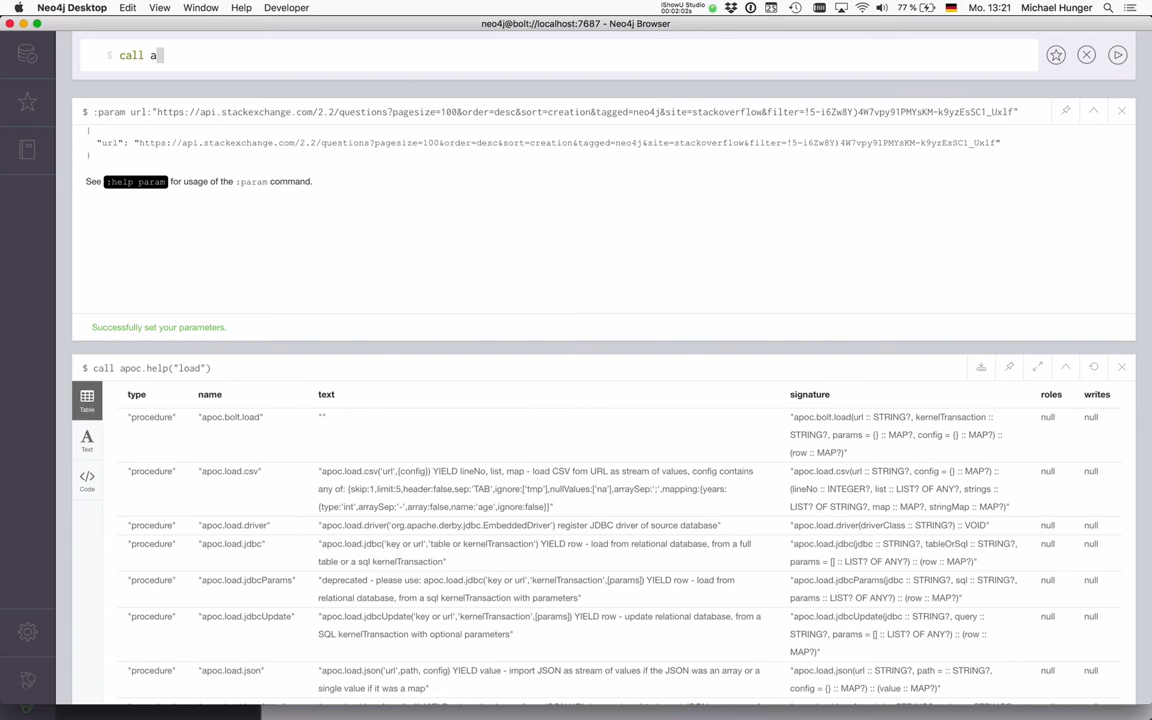 Neo4j Desktop Edit View Window Help Developer iShowU Studio 00:02:02s 77 % Mo. 13:21 Michael Hunger
neo4j@bolt://localhost:7687 - Neo4j Browser
$ call a
$ :param url:"https://api.stackexchange.com/2.2/questions?pagesize=100&order=desc&sort=creation&tagged=neo4j&site=stackoverflow&filter=!5-i6Zw8Y)4W7vpy91PMYsKM-k9yzEsSC1_Uxlf"
{
"url": "https://api.stackexchange.com/2.2/questions?pagesize=100&order=desc&sort=creation&tagged=neo4j&site=stackoverflow&filter=!5-i6Zw8Y)4W7vpy91PMYsKM-k9yzEsSC1_Uxlf"
}
See :help param for usage of the :param command.
Successfully set your parameters.
$ call apoc.help("load")
Table
Text
Code
type name text signature roles writes
"procedure" "apoc.bolt.load" "" "apoc.bolt.load(url :: STRING?, kernelTransaction :: null null
STRING?, params = {} :: MAP?, config = {} :: MAP?) ::
(row :: MAP?)"
"procedure" "apoc.load.csv" "apoc.load.csv('url',{config}) YIELD lineNo, list, map - load CSV fom URL as stream of values, config contains "apoc.load.csv(url :: STRING?, config = {} :: MAP?) :: null null
any of: {skip:1,limit:5,header:false,sep:'TAB',ignore:['tmp'],nullValues:['na'],arraySep:';',mapping:{years: (lineNo :: INTEGER?, list :: LIST? OF ANY?, strings ::
{type:'int',arraySep:'-',array:false,name:'age',ignore:false}}" LIST? OF STRING?, map :: MAP?, stringMap :: MAP?)"
"procedure" "apoc.load.driver" "apoc.load.driver('org.apache.derby.jdbc.EmbeddedDriver') register JDBC driver of source database" "apoc.load.driver(driverClass :: STRING?) :: VOID" null null
"procedure" "apoc.load.jdbc" "apoc.load.jdbc('key or url','table or kernelTransaction') YIELD row - load from relational database, from a full "apoc.load.jdbc(jdbc :: STRING?, tableOrSql :: STRING?, null null
table or a sql kernelTransaction" params = [] :: LIST? OF ANY?) :: (row :: MAP?)"
"procedure" "apoc.load.jdbcParams" "deprecated - please use: apoc.load.jdbc('key or url','kernelTransaction',[params]) YIELD row - load from "apoc.load.jdbcParams(jdbc :: STRING?, sql :: STRING?, null null
relational database, from a sql kernelTransaction with parameters" params :: LIST? OF ANY?) :: (row :: MAP?)"
"procedure" "apoc.load.jdbcUpdate" "apoc.load.jdbcUpdate('key or url','kernelTransaction',[params]) YIELD row - update relational database, from a "apoc.load.jdbcUpdate(jdbc :: STRING?, query :: null null
SQL kernelTransaction with optional parameters" STRING?, params = [] :: LIST? OF ANY?) :: (row ::
MAP?)"
"procedure" "apoc.load.json" "apoc.load.json('url',path, config) YIELD value - import JSON as stream of values if the JSON was an array or a "apoc.load.json(url :: STRING?, path = :: STRING?, null null
single value if it was a map" config = {} :: MAP?) :: (value :: MAP?)"